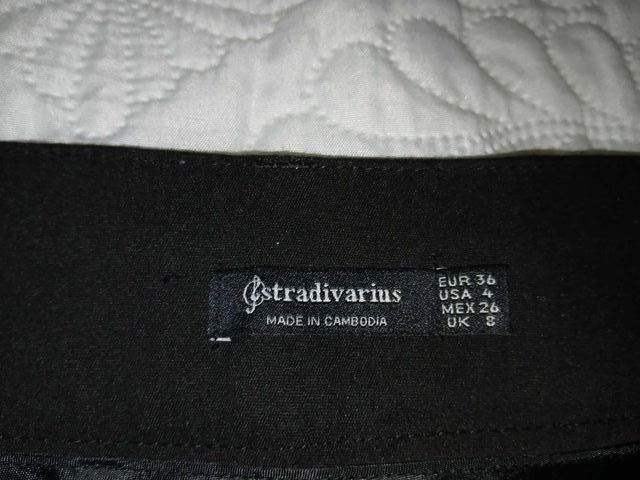 stradivarius
MADE IN CAMBODIA
EUR 36
USA 4
MEX 26
UK 8